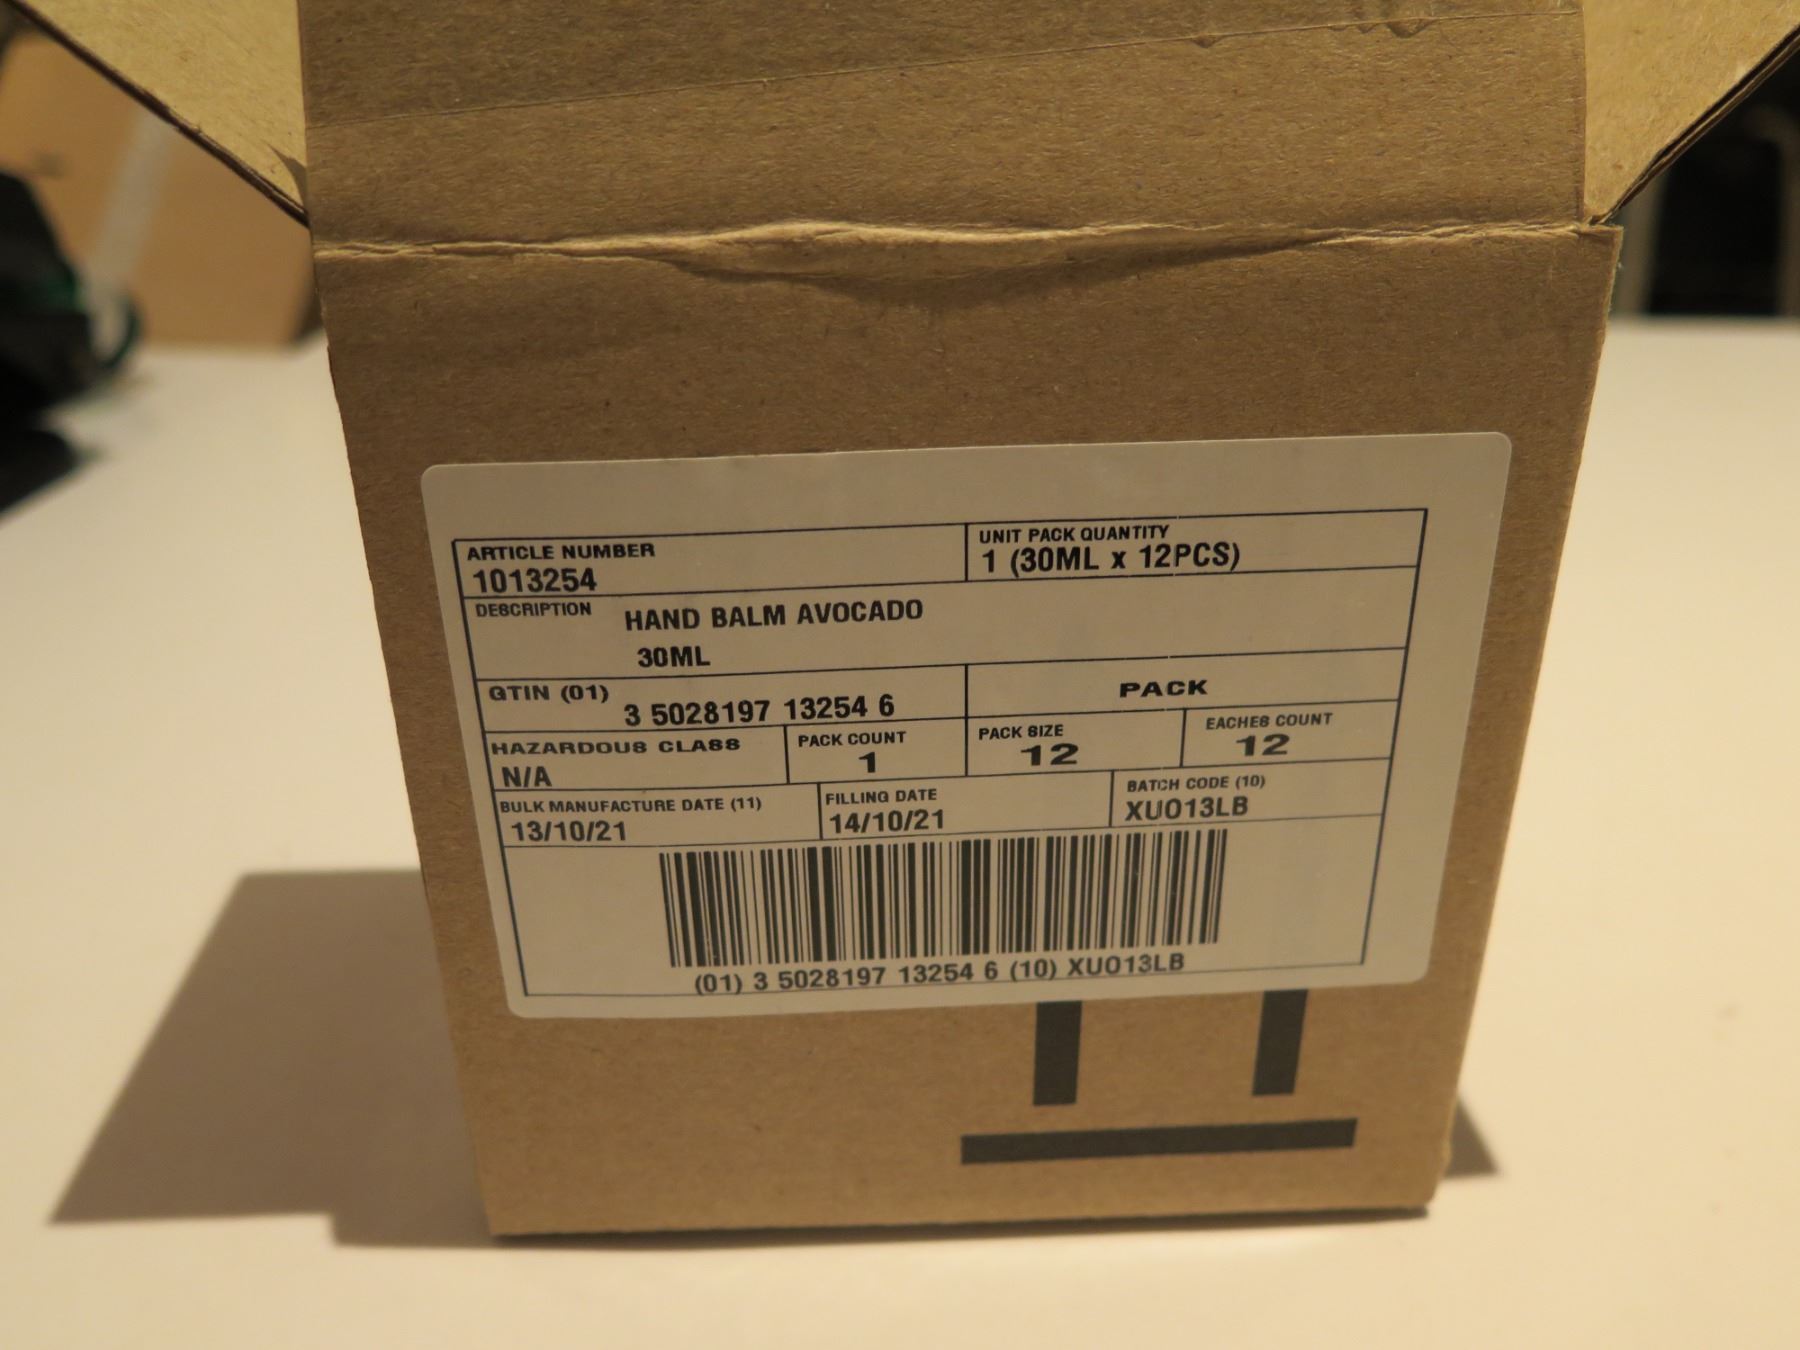 ARTICLE NUMBER
1013254
UNIT PACK QUANTITY
1 (30ML x 12PCS)
DESCRIPTION
HAND BALM AVOCADO
30ML
GTIN (01)
3 5028197 13254 6
PACK
HAZARDOUS CLASS
N/A
PACK COUNT
1
PACK SIZE
12
EACHES COUNT
12
BULK MANUFACTURE DATE (11)
13/10/21
FILLING DATE
14/10/21
BATCH CODE (10)
XU013LB
(01) 3 5028197 13254 6 (10) XU013LB